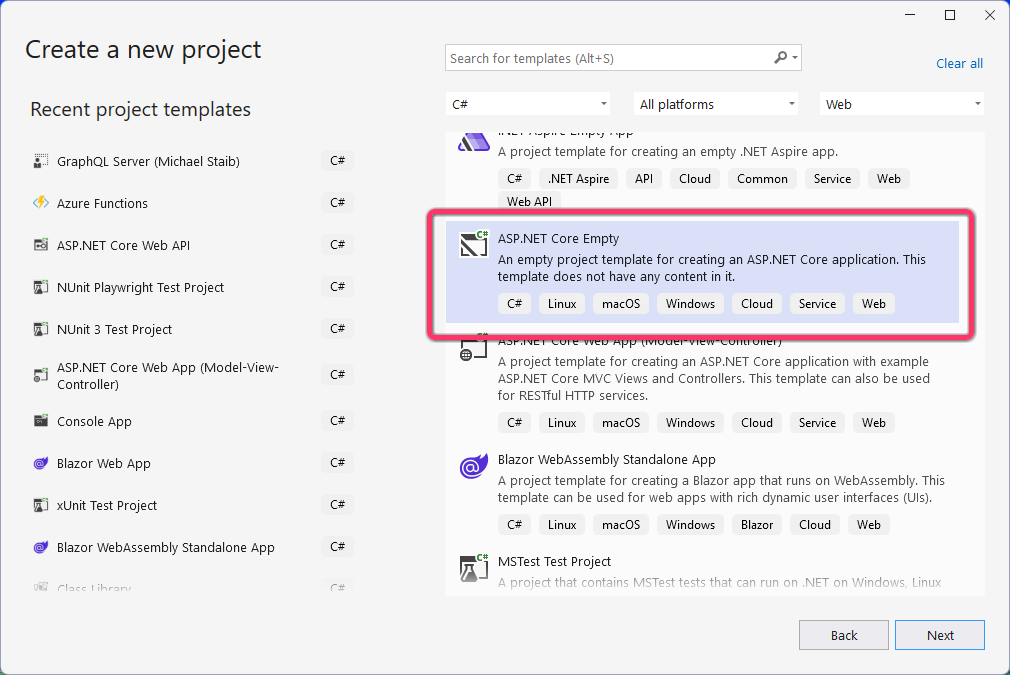 Create a new project
Search for templates (Alt+S)
Clear all
Recent project templates
C#
All platforms
Web
GraphQL Server (Michael Staib)
C#
Azure Functions
C#
ASP.NET Core Web API
C#
NUnit Playwright Test Project
C#
NUnit 3 Test Project
C#
ASP.NET Core Web App (Model-View-
Controller)
C#
Console App
C#
Blazor Web App
C#
xUnit Test Project
C#
Blazor WebAssembly Standalone App
C#
Class Library
C#
.NET Aspire Empty App
A project template for creating an empty .NET Aspire app.
C# .NET Aspire API Cloud Common Service Web
Web API
ASP.NET Core Empty
An empty project template for creating an ASP.NET Core application. This
template does not have any content in it.
C# Linux macOS Windows Cloud Service Web
ASP.NET Core Web App (Model-View-Controller)
A project template for creating an ASP.NET Core application with example
ASP.NET Core MVC Views and Controllers. This template can also be used
for RESTful HTTP services.
C# Linux macOS Windows Cloud Service Web
Blazor WebAssembly Standalone App
A project template for creating a Blazor app that runs on WebAssembly. This
template can be used for web apps with rich dynamic user interfaces (UIs).
C# Linux macOS Windows Blazor Cloud Web
MSTest Test Project
A project that contains MSTest tests that can run on .NET on Windows, Linux
Back
Next